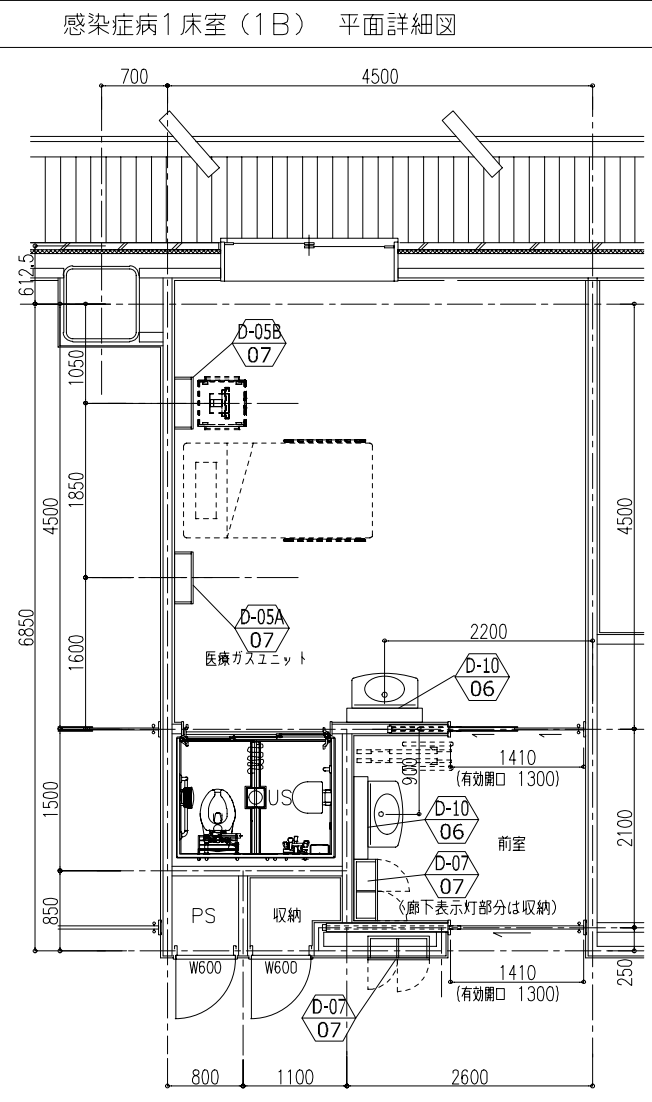 感染症病1床室（1B）　平面詳細図
700
4500
612.5
D-05B
07
1050
1850
4500
4500
6850
D-05A
07
医療ガスユニット
1600
2200
D-10
06
1410
(有効開口 1300)
900
US
D-10
06
前室
1500
2100
D-07
07
(廊下表示灯部分は収納)
850
PS
収納
W600
W600
1410
(有効開口 1300)
250
D-07
07
800
1100
2600